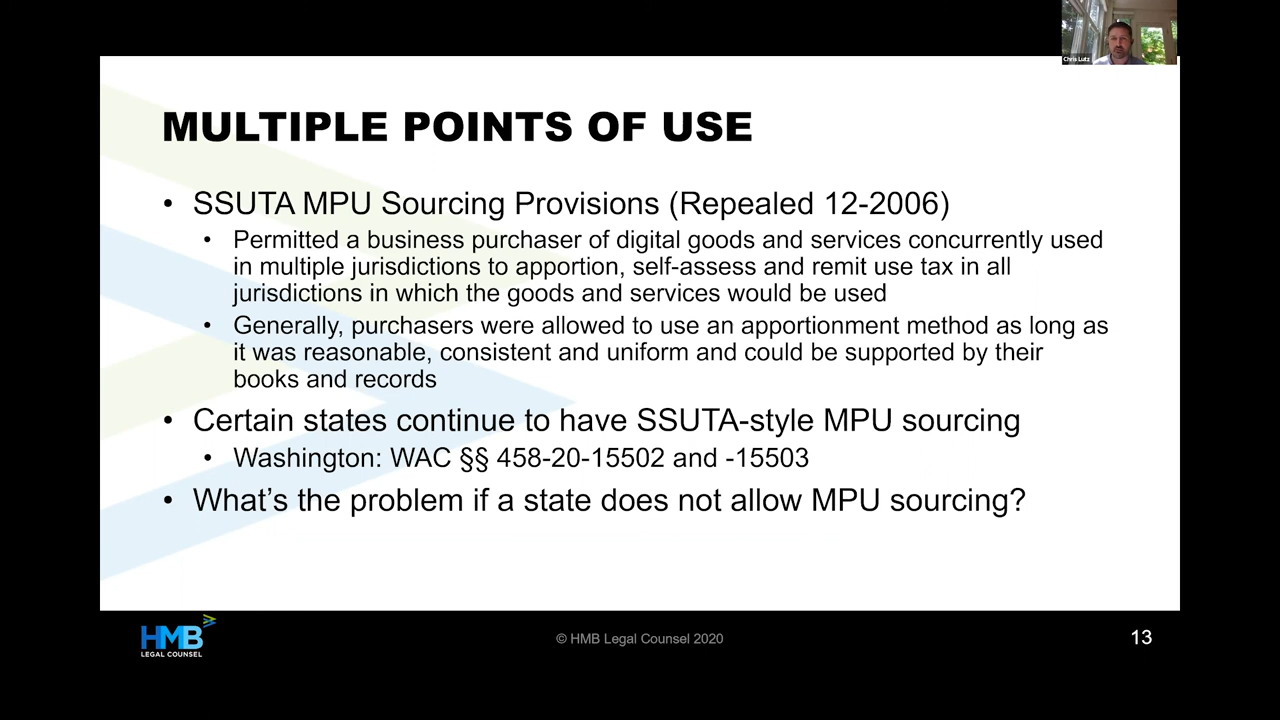 Chris Lutz
MULTIPLE POINTS OF USE
• SSUTA MPU Sourcing Provisions (Repealed 12-2006)
• Permitted a business purchaser of digital goods and services concurrently used
in multiple jurisdictions to apportion, self-assess and remit use tax in all
jurisdictions in which the goods and services would be used
• Generally, purchasers were allowed to use an apportionment method as long as
it was reasonable, consistent and uniform and could be supported by their
books and records
• Certain states continue to have SSUTA-style MPU sourcing
• Washington: WAC §§ 458-20-15502 and -15503
• What’s the problem if a state does not allow MPU sourcing?
HMB
LEGAL COUNSEL
© HMB Legal Counsel 2020
13